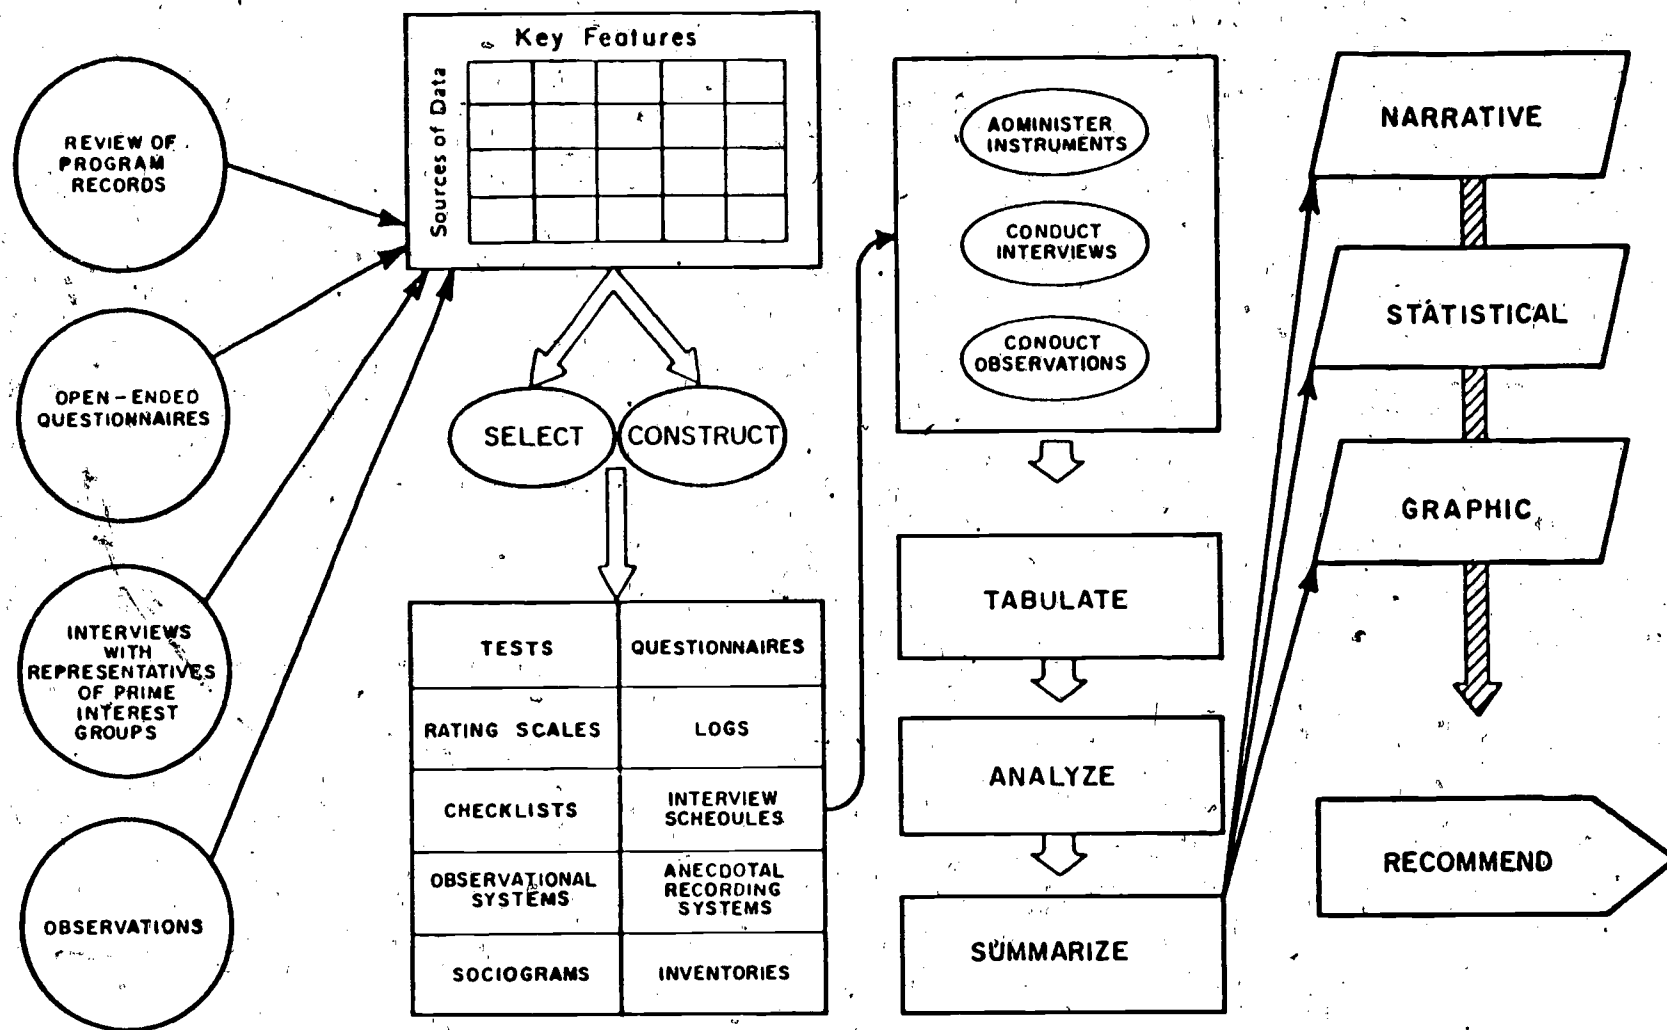 REVIEW OF
PROGRAM
RECORDS
OPEN-ENDED
QUESTIONNAIRES
INTERVIEWS
WITH
REPRESENTATIVES
OF PRIME
INTEREST
GROUPS
OBSERVATIONS
Key Features
Sources of Data
SELECT
CONSTRUCT
TESTS
QUESTIONNAIRES
RATING SCALES
LOGS
CHECKLISTS
INTERVIEW
SCHEDULES
OBSERVATIONAL
SYSTEMS
ANECDOTAL
RECORDING
SYSTEMS
SOCIOGRAMS
INVENTORIES
ADMINISTER
INSTRUMENTS
CONDUCT
INTERVIEWS
CONDUCT
OBSERVATIONS
TABULATE
ANALYZE
SUMMARIZE
NARRATIVE
STATISTICAL
GRAPHIC
RECOMMEND